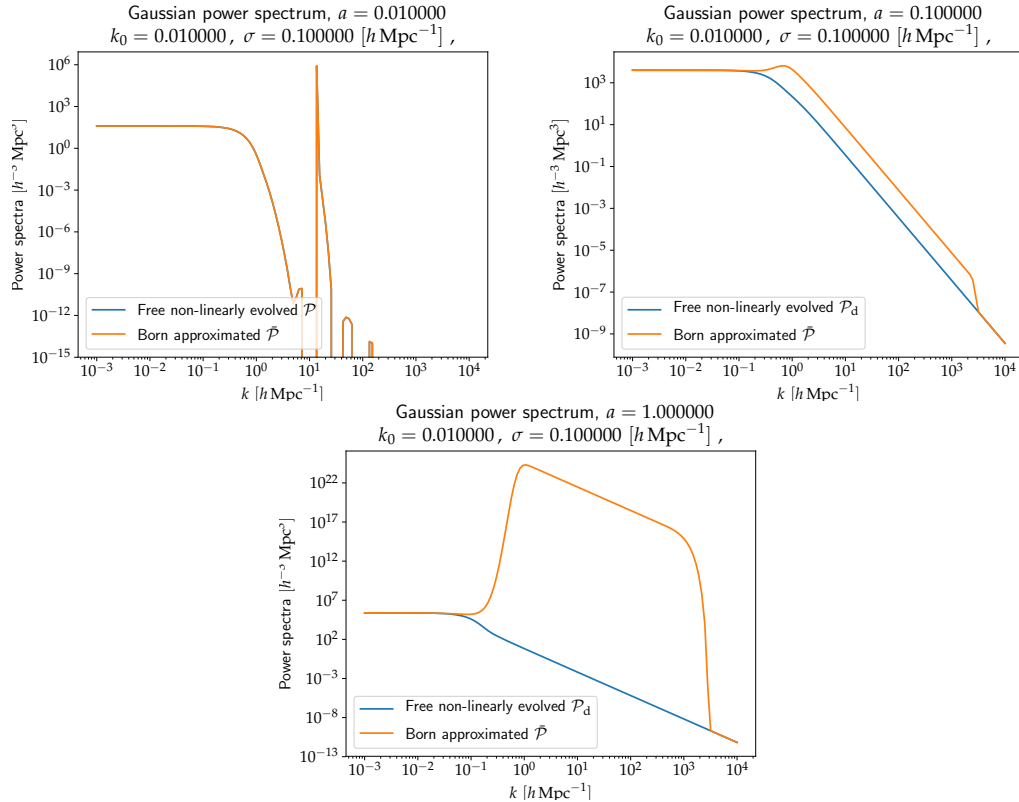 Gaussian power spectrum, a = 0.010000
k₀ = 0.010000 , σ = 0.100000 [h Mpc⁻¹] ,
Power spectra [h⁻³ Mpc³]
10⁶
10³
10⁰
10⁻³
10⁻⁶
10⁻⁹
10⁻¹²
10⁻¹⁵
Free non-linearly evolved 𝒫
Born approximated 𝒫̄
10⁻³ 10⁻² 10⁻¹ 10⁰ 10¹ 10² 10³ 10⁴
k [h Mpc⁻¹]
Gaussian power spectrum, a = 0.100000
k₀ = 0.010000 , σ = 0.100000 [h Mpc⁻¹] ,
Power spectra [h⁻³ Mpc³]
10³
10¹
10⁻¹
10⁻³
10⁻⁵
10⁻⁷
10⁻⁹
Free non-linearly evolved 𝒫d
Born approximated 𝒫̄
10⁻³ 10⁻² 10⁻¹ 10⁰ 10¹ 10² 10³ 10⁴
k [h Mpc⁻¹]
Gaussian power spectrum, a = 1.000000
k₀ = 0.010000 , σ = 0.100000 [h Mpc⁻¹] ,
Power spectra [h⁻³ Mpc³]
10²²
10¹⁷
10¹²
10⁷
10²
10⁻³
10⁻⁸
10⁻¹³
Free non-linearly evolved 𝒫d
Born approximated 𝒫̄
10⁻³ 10⁻² 10⁻¹ 10⁰ 10¹ 10² 10³ 10⁴
k [h Mpc⁻¹]